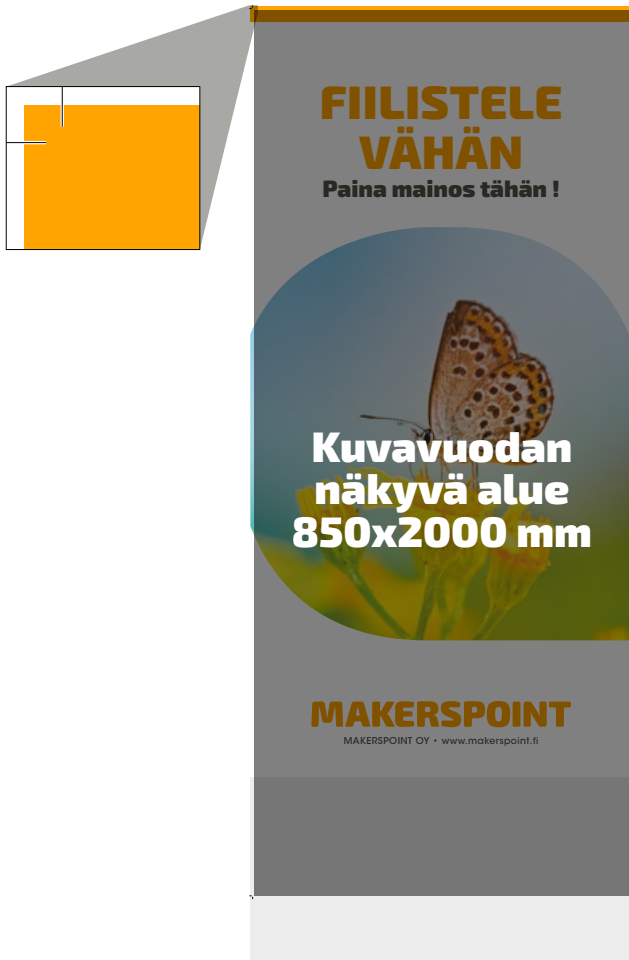 FIILISTELE
VÄHÄN
Paina mainos tähän !
Kuvavuodan
näkyvä alue
850x2000 mm
MAKERSPOINT
MAKERSPOINT OY • www.makerspoint.fi